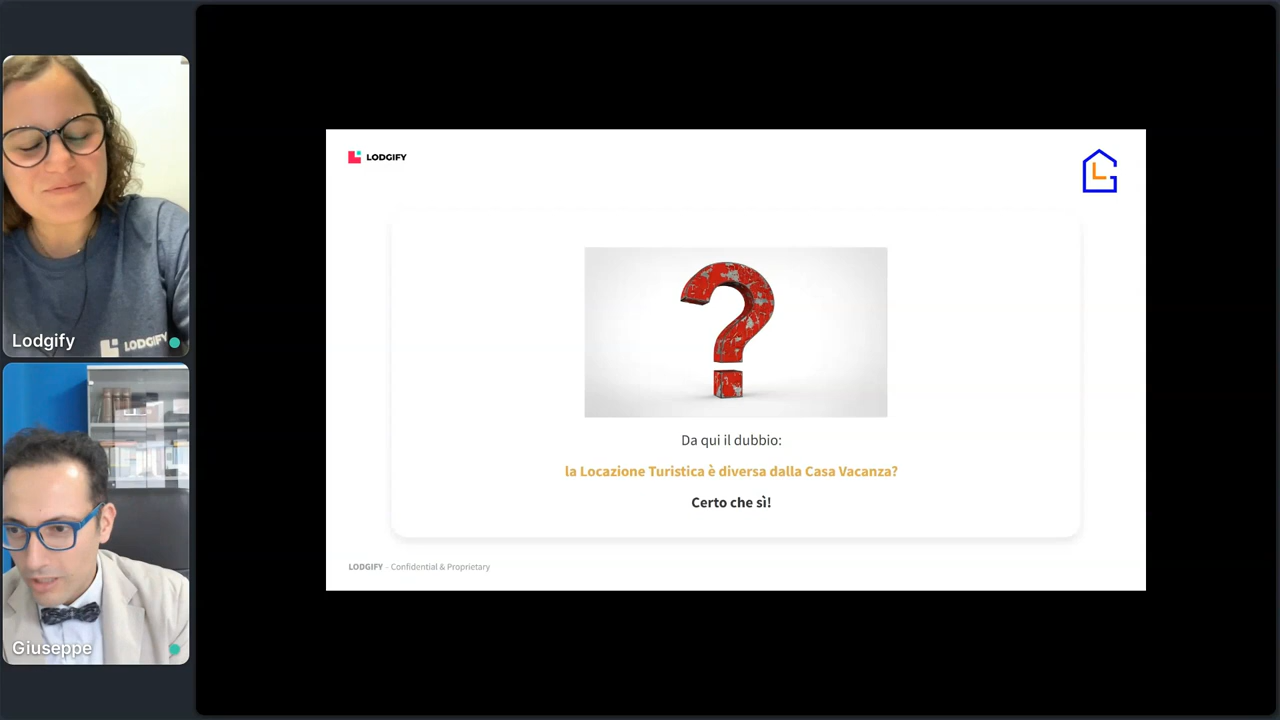 Lodgify
LODGIFY
Giuseppe
LODGIFY
Da qui il dubbio:
la Locazione Turistica è diversa dalla Casa Vacanza?
Certo che sì!
LODGIFY - Confidential & Proprietary